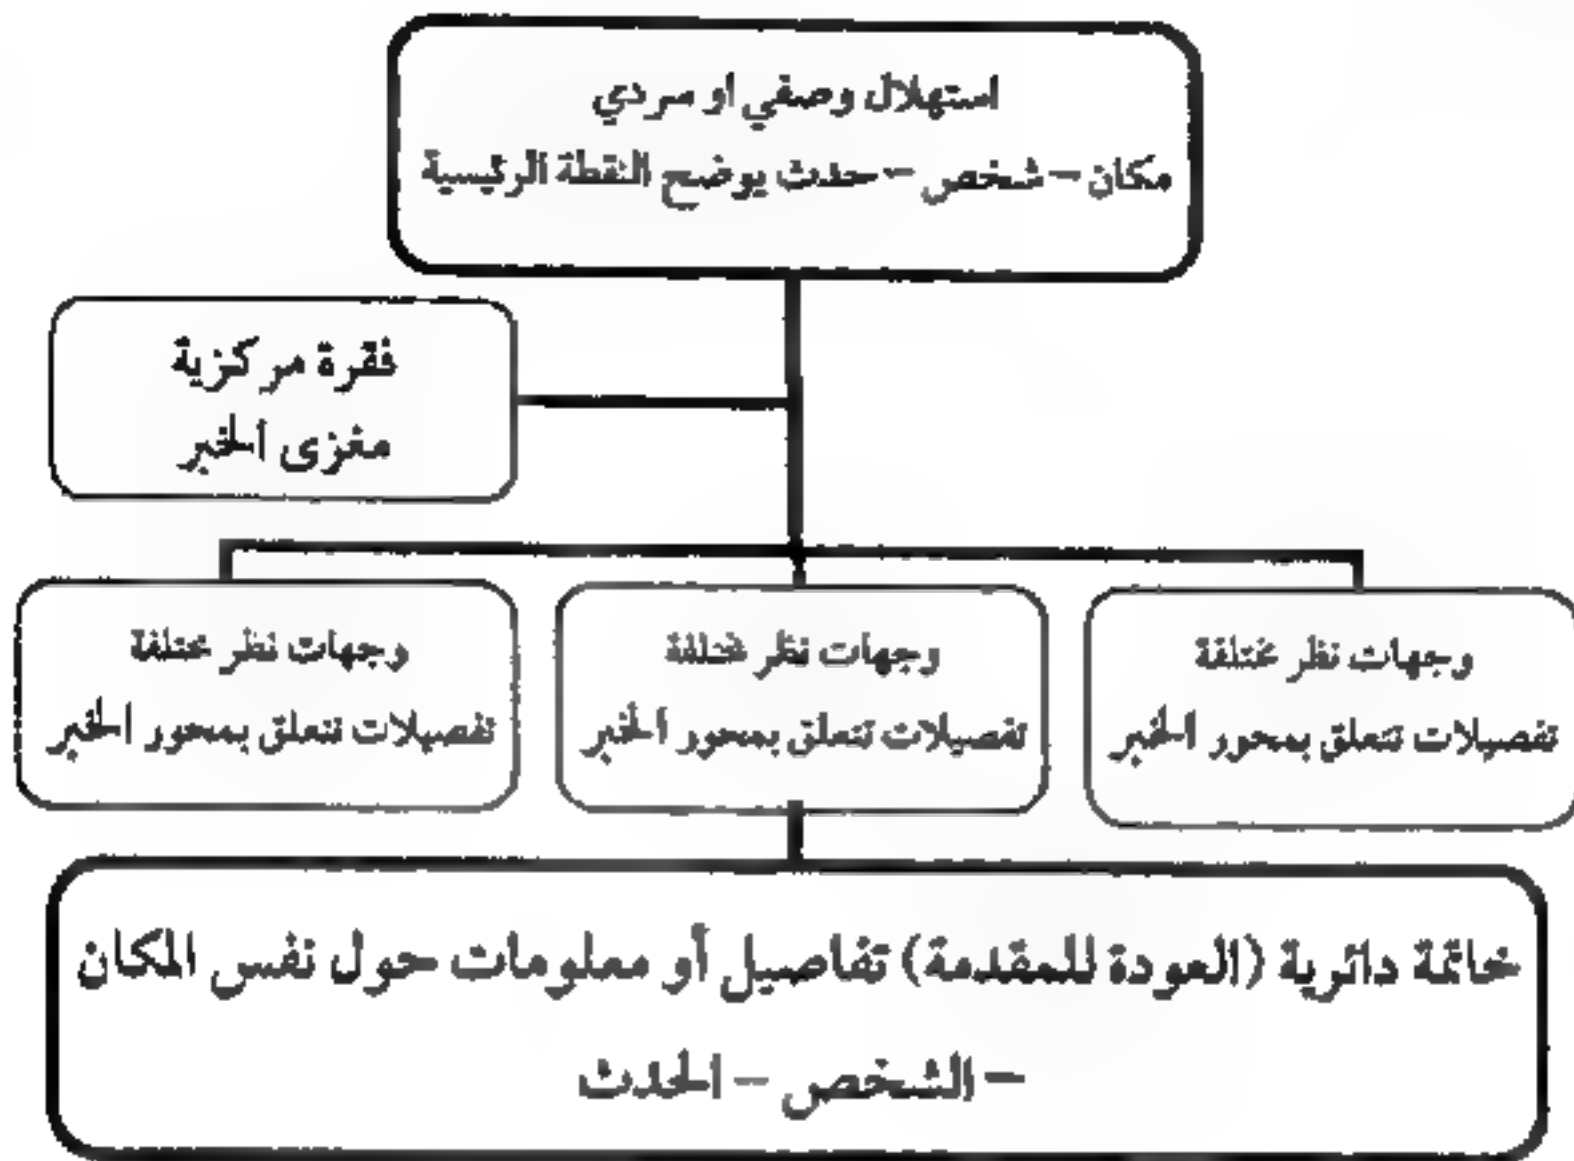 استهلال وصفي او سردي
مكان – شخص – حدث يوضح النقطة الرئيسية
فقرة مركزية
مغزى الخبر
وجهات نظر مختلفة
تفصيلات تتعلق بمحور الخبر
وجهات نظر مختلفة
تفصيلات تتعلق بمحور الخبر
وجهات نظر مختلفة
تفصيلات تتعلق بمحور الخبر
خاتمة دائرية (العودة للمقدمة) تفاصيل أو معلومات حول نفس المكان
– الشخص – الحدث